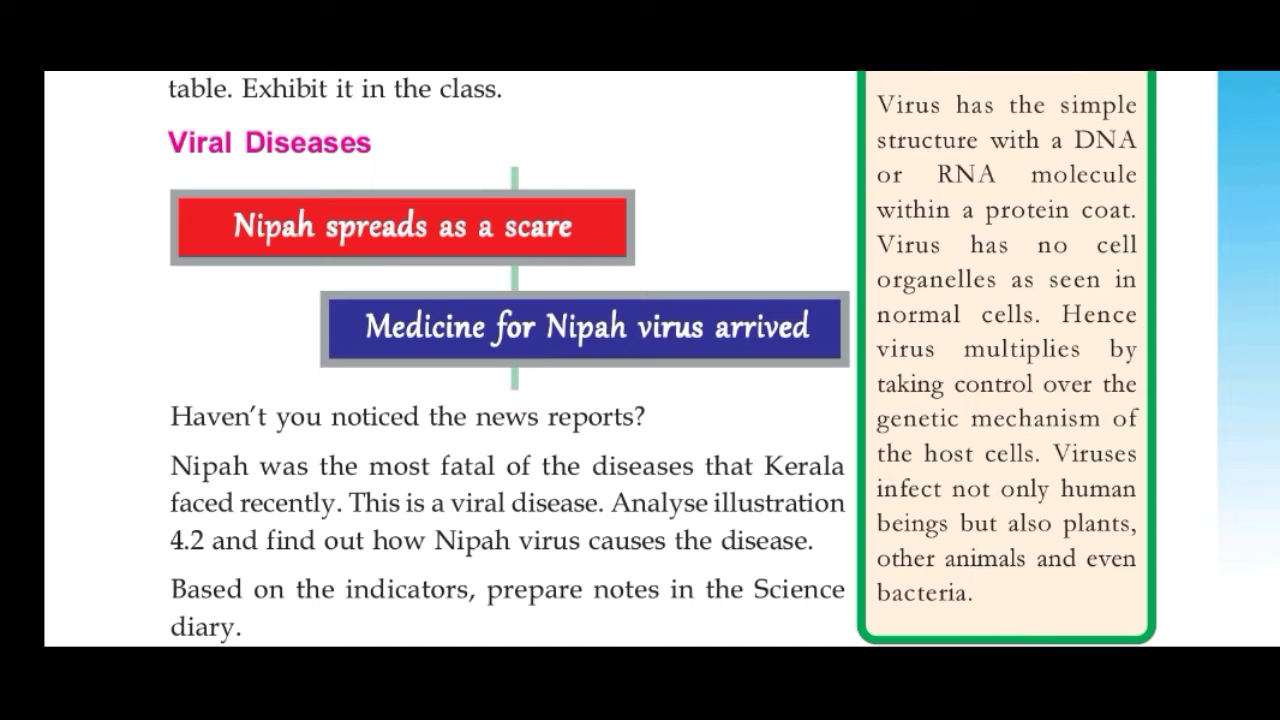 table. Exhibit it in the class.
Viral Diseases
Nipah spreads as a scare
Medicine for Nipah virus arrived
Haven't you noticed the news reports?
Nipah was the most fatal of the diseases that Kerala
faced recently. This is a viral disease. Analyse illustration
4.2 and find out how Nipah virus causes the disease.
Based on the indicators, prepare notes in the Science
diary.
Virus has the simple
structure with a DNA
or RNA molecule
within a protein coat.
Virus has no cell
organelles as seen in
normal cells. Hence
virus multiplies by
taking control over the
genetic mechanism of
the host cells. Viruses
infect not only human
beings but also plants,
other animals and even
bacteria.